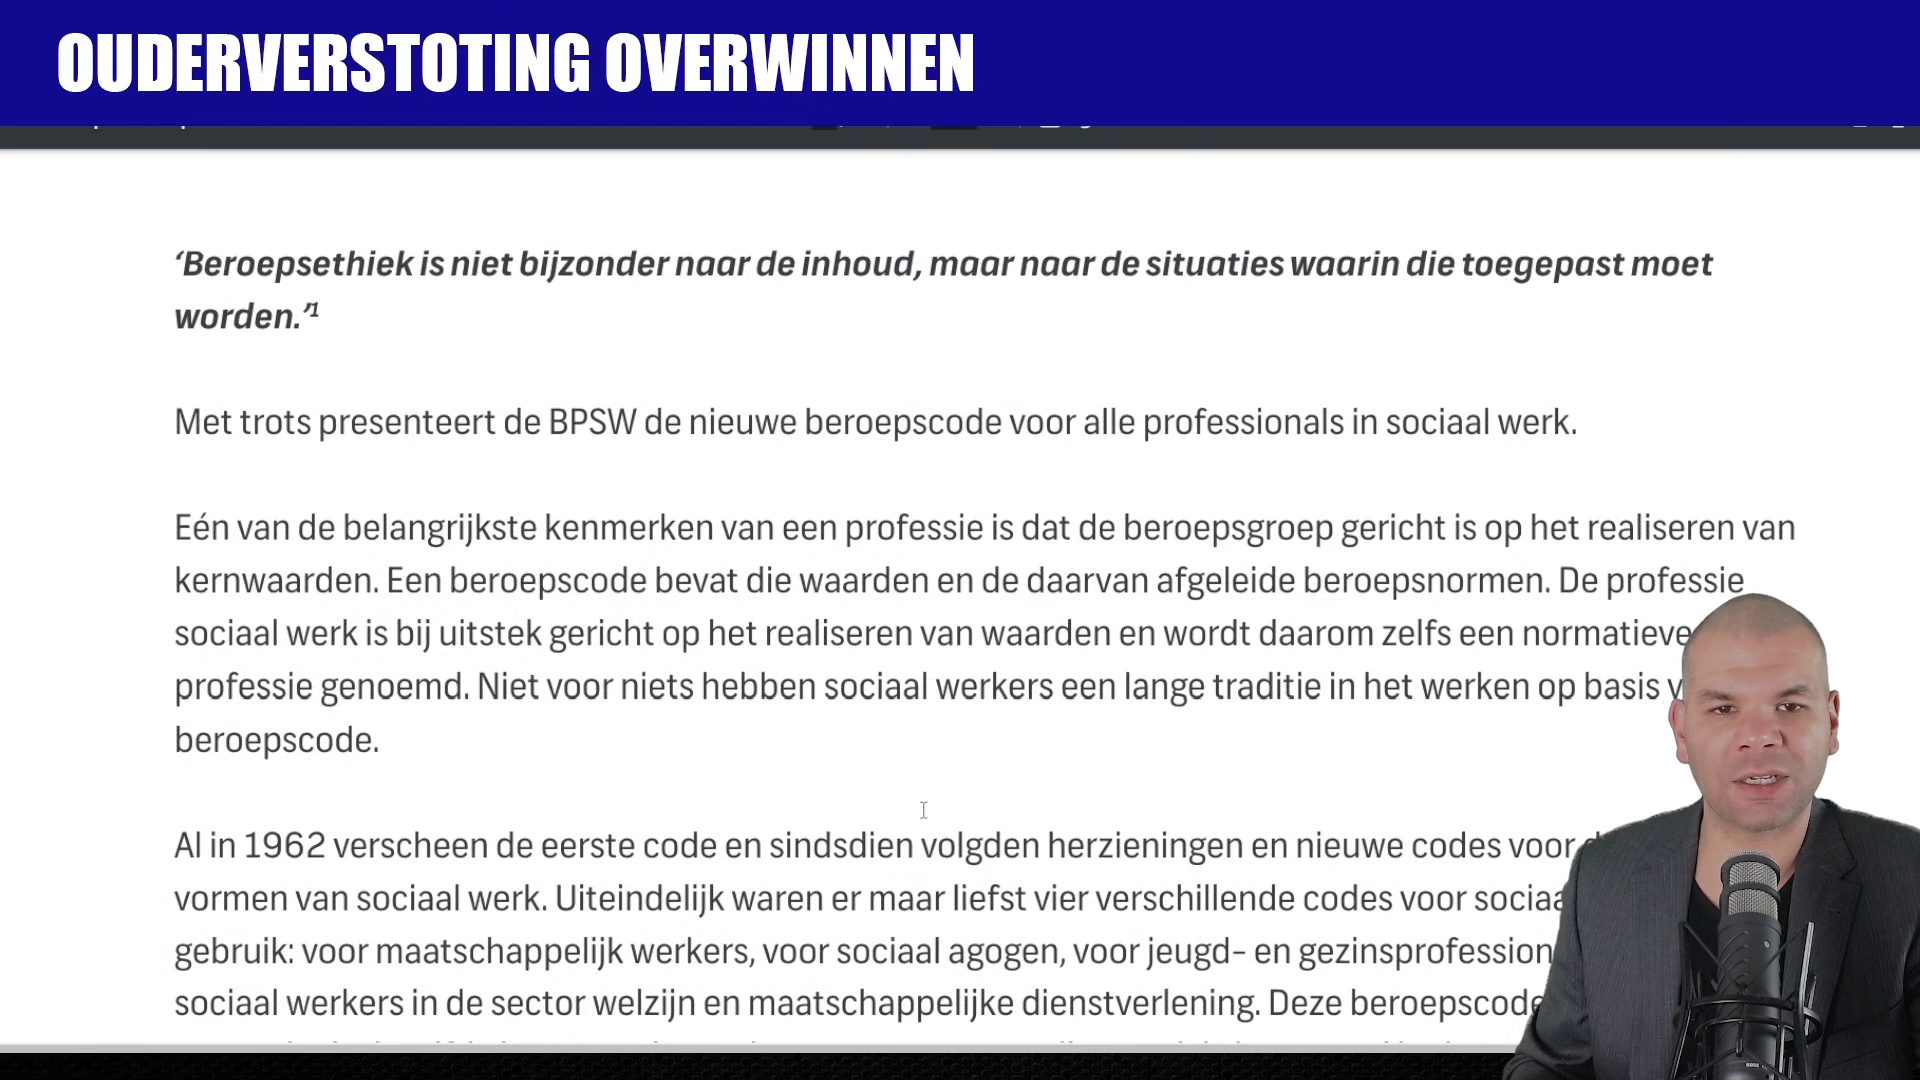 OUDERVERSTOTING OVERWINNEN
‘Beroepsethiek is niet bijzonder naar de inhoud, maar naar de situaties waarin die toegepast moet
worden.’1
Met trots presenteert de BPSW de nieuwe beroepscode voor alle professionals in sociaal werk.
Eén van de belangrijkste kenmerken van een professie is dat de beroepsgroep gericht is op het realiseren van
kernwaarden. Een beroepscode bevat die waarden en de daarvan afgeleide beroepsnormen. De professie
sociaal werk is bij uitstek gericht op het realiseren van waarden en wordt daarom zelfs een normatieve
professie genoemd. Niet voor niets hebben sociaal werkers een lange traditie in het werken op basis
beroepscode.
Al in 1962 verscheen de eerste code en sindsdien volgden herzieningen en nieuwe codes voor
vormen van sociaal werk. Uiteindelijk waren er maar liefst vier verschillende codes voor
gebruik: voor maatschappelijk werkers, voor sociaal agogen, voor jeugd- en
sociaal werkers in de sector welzijn en maatschappelijke dienstverlening. Deze